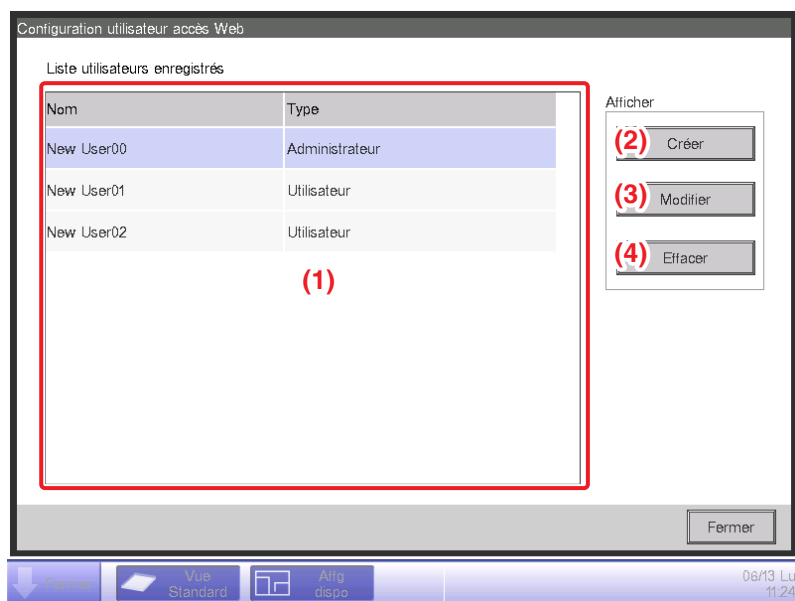 Configuration utilisateur accès Web
Liste utilisateurs enregistrés
Nom Type
New User00 Administrateur
New User01 Utilisateur
New User02 Utilisateur
(1)
Afficher
(2) Créer
(3) Modifier
(4) Effacer
Fermer
Fermer
Vue
Standard
Affg
dispo
06/13 Lu
11:24